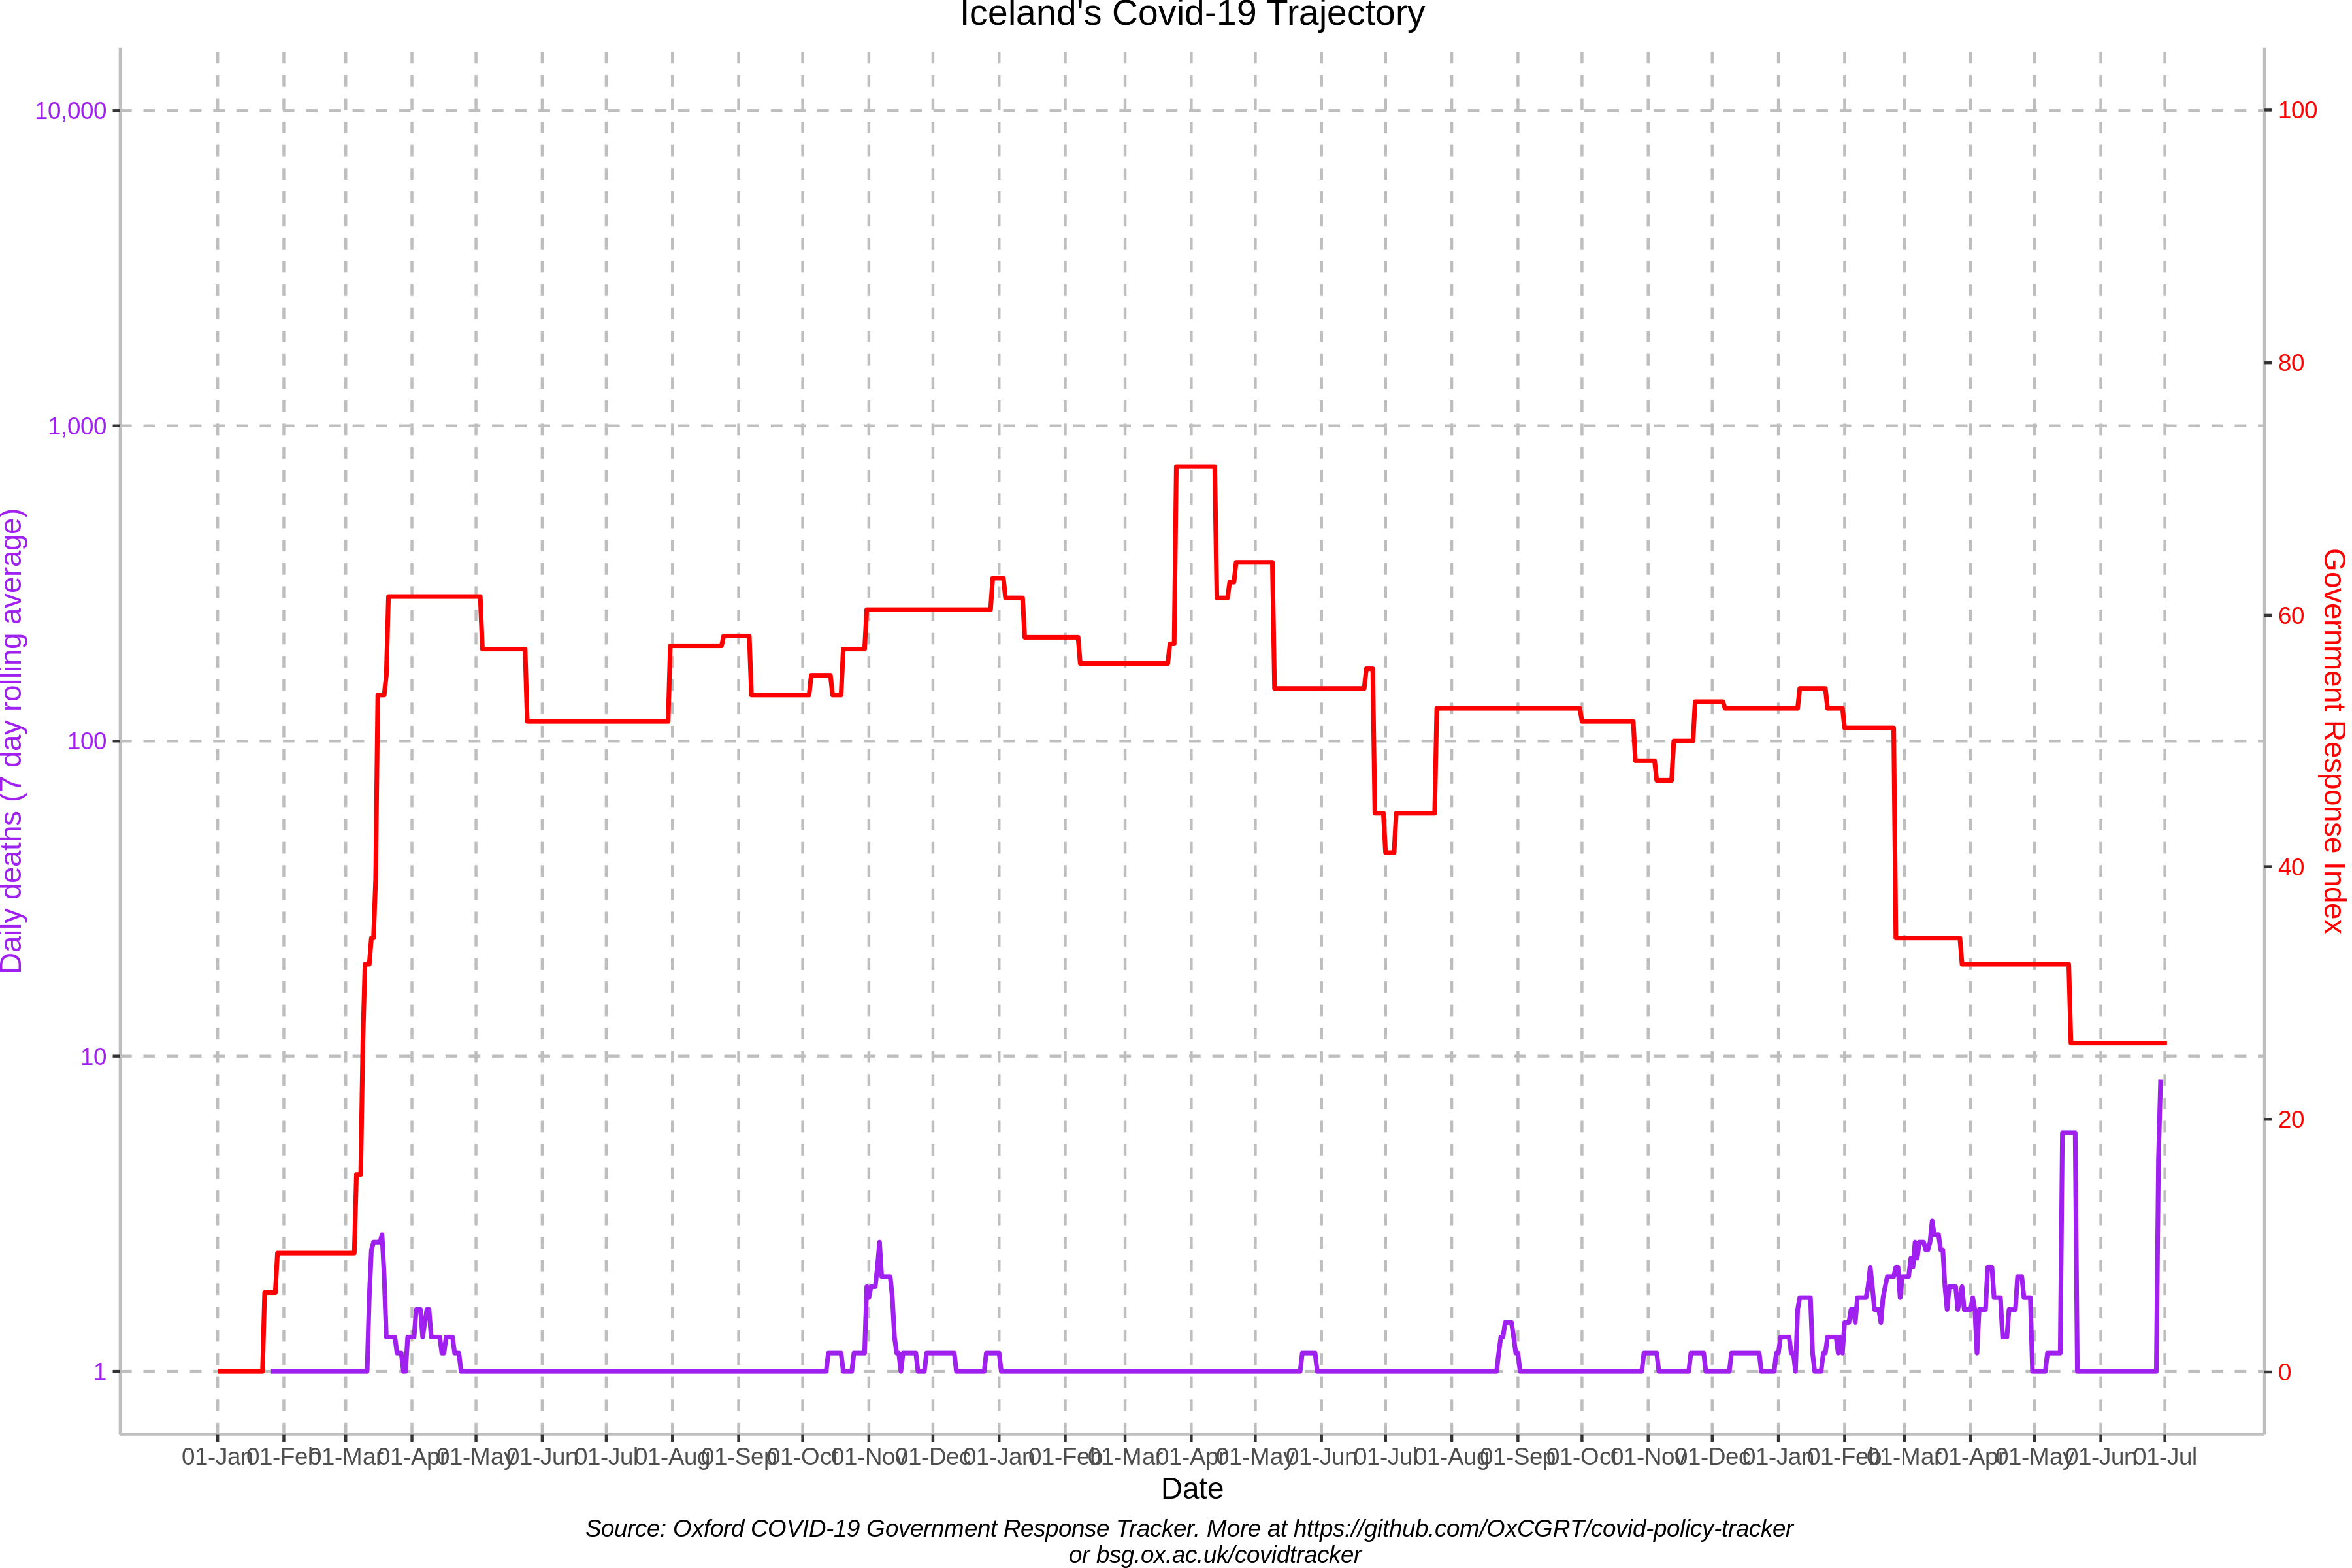 Iceland's Covid-19 Trajectory
10,000
1,000
100
10
1
Daily deaths (7 day rolling average)
100
80
60
40
20
0
Government Response Index
01-Jan 01-Feb 01-Mar 01-Apr 01-May 01-Jun 01-Jul 01-Aug 01-Sep 01-Oct 01-Nov 01-Dec 01-Jan 01-Feb 01-Mar 01-Apr 01-May 01-Jun 01-Jul 01-Aug 01-Sep 01-Oct 01-Nov 01-Dec 01-Jan 01-Feb 01-Mar 01-Apr 01-May 01-Jun 01-Jul
Date
Source: Oxford COVID-19 Government Response Tracker. More at https://github.com/OxCGRT/covid-policy-tracker
or bsg.ox.ac.uk/covidtracker